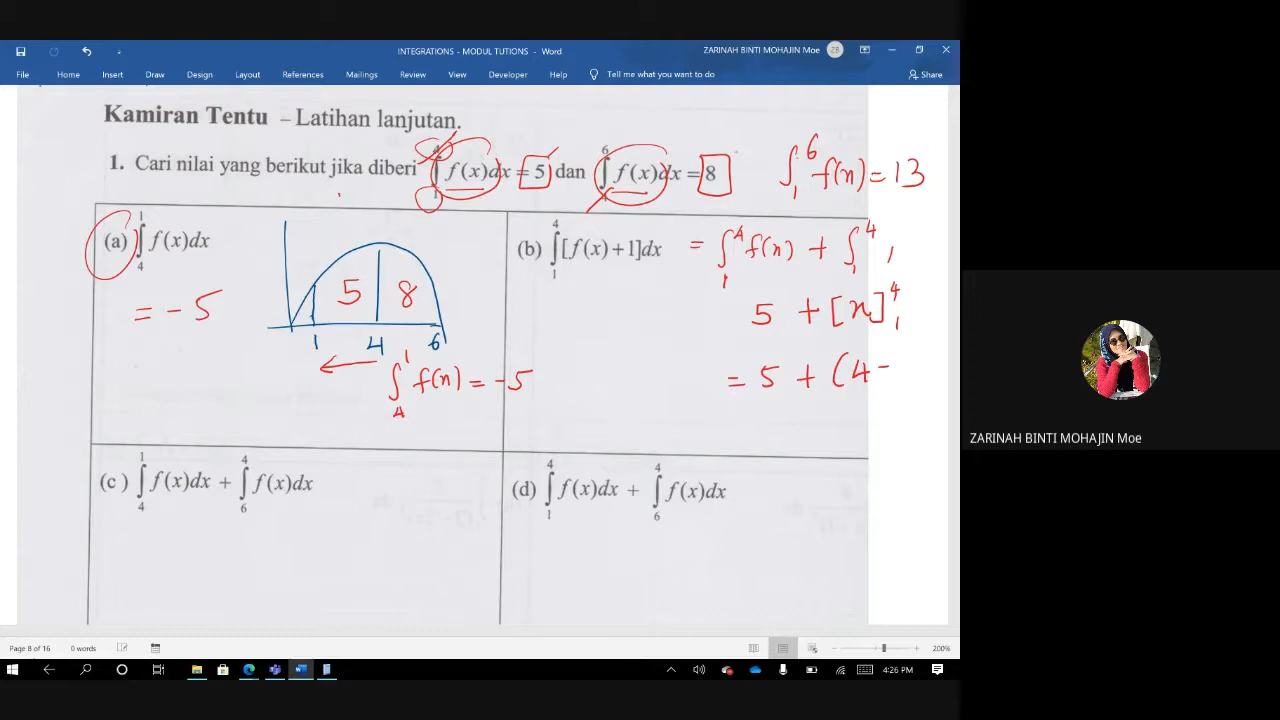 INTEGRATIONS - MODUL TUTIONS - Word
ZARINAH BINTI MOHAJIN Moe ZB
File Home Insert Draw Design Layout References Mailings Review View Developer Help Tell me what you want to do Share
Kamiran Tentu – Latihan lanjutan.
1. Cari nilai yang berikut jika diberi ∫₁⁴ f(x)dx = 5 dan ∫₄⁶ f(x)dx = 8
∫₁⁶ f(x) = 13
(a) ∫₄¹ f(x)dx
= -5
5 8
1 4 6
∫₄¹ f(x) = -5
(b) ∫₁⁴ [f(x)+1]dx = ∫₁⁴ f(x) + ∫₁⁴ 1
5 + [x]₁⁴
= 5 + (4 -
(c ) ∫₄¹ f(x)dx + ∫₆⁴ f(x)dx
(d) ∫₁⁴ f(x)dx + ∫₆⁴ f(x)dx
ZARINAH BINTI MOHAJIN Moe
Page 8 of 16 0 words 200%
4:26 PM